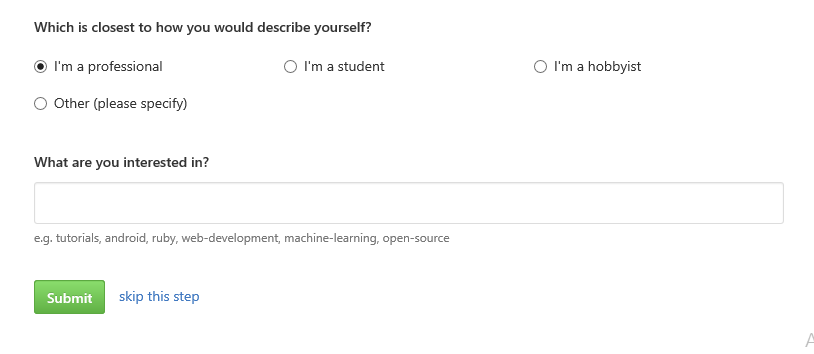 Which is closest to how you would describe yourself?
I'm a professional I'm a student I'm a hobbyist
Other (please specify)
What are you interested in?
e.g. tutorials, android, ruby, web-development, machine-learning, open-source
Submit skip this step